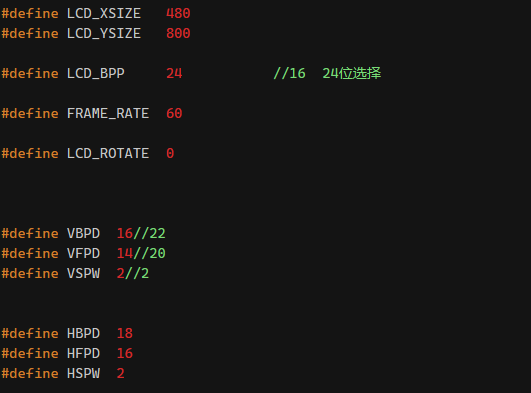 #define LCD_XSIZE   480
#define LCD_YSIZE   800
#define LCD_BPP     24           //16  24位选择
#define FRAME_RATE  60
#define LCD_ROTATE  0
#define VBPD  16//22
#define VFPD  14//20
#define VSPW  2//2
#define HBPD  18
#define HFPD  16
#define HSPW  2